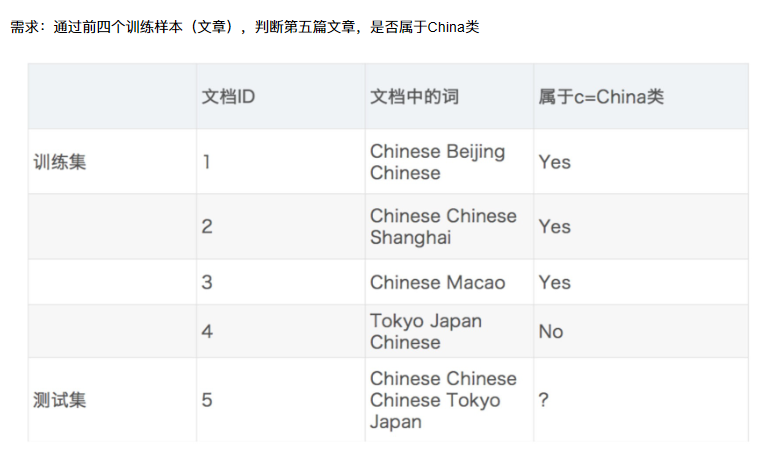 需求：通过前四个训练样本（文章），判断第五篇文章，是否属于China类
文档ID 文档中的词 属于c=China类
训练集 1 Chinese Beijing Chinese Yes
2 Chinese Chinese Shanghai Yes
3 Chinese Macao Yes
4 Tokyo Japan Chinese No
测试集 5 Chinese Chinese Chinese Tokyo Japan ?